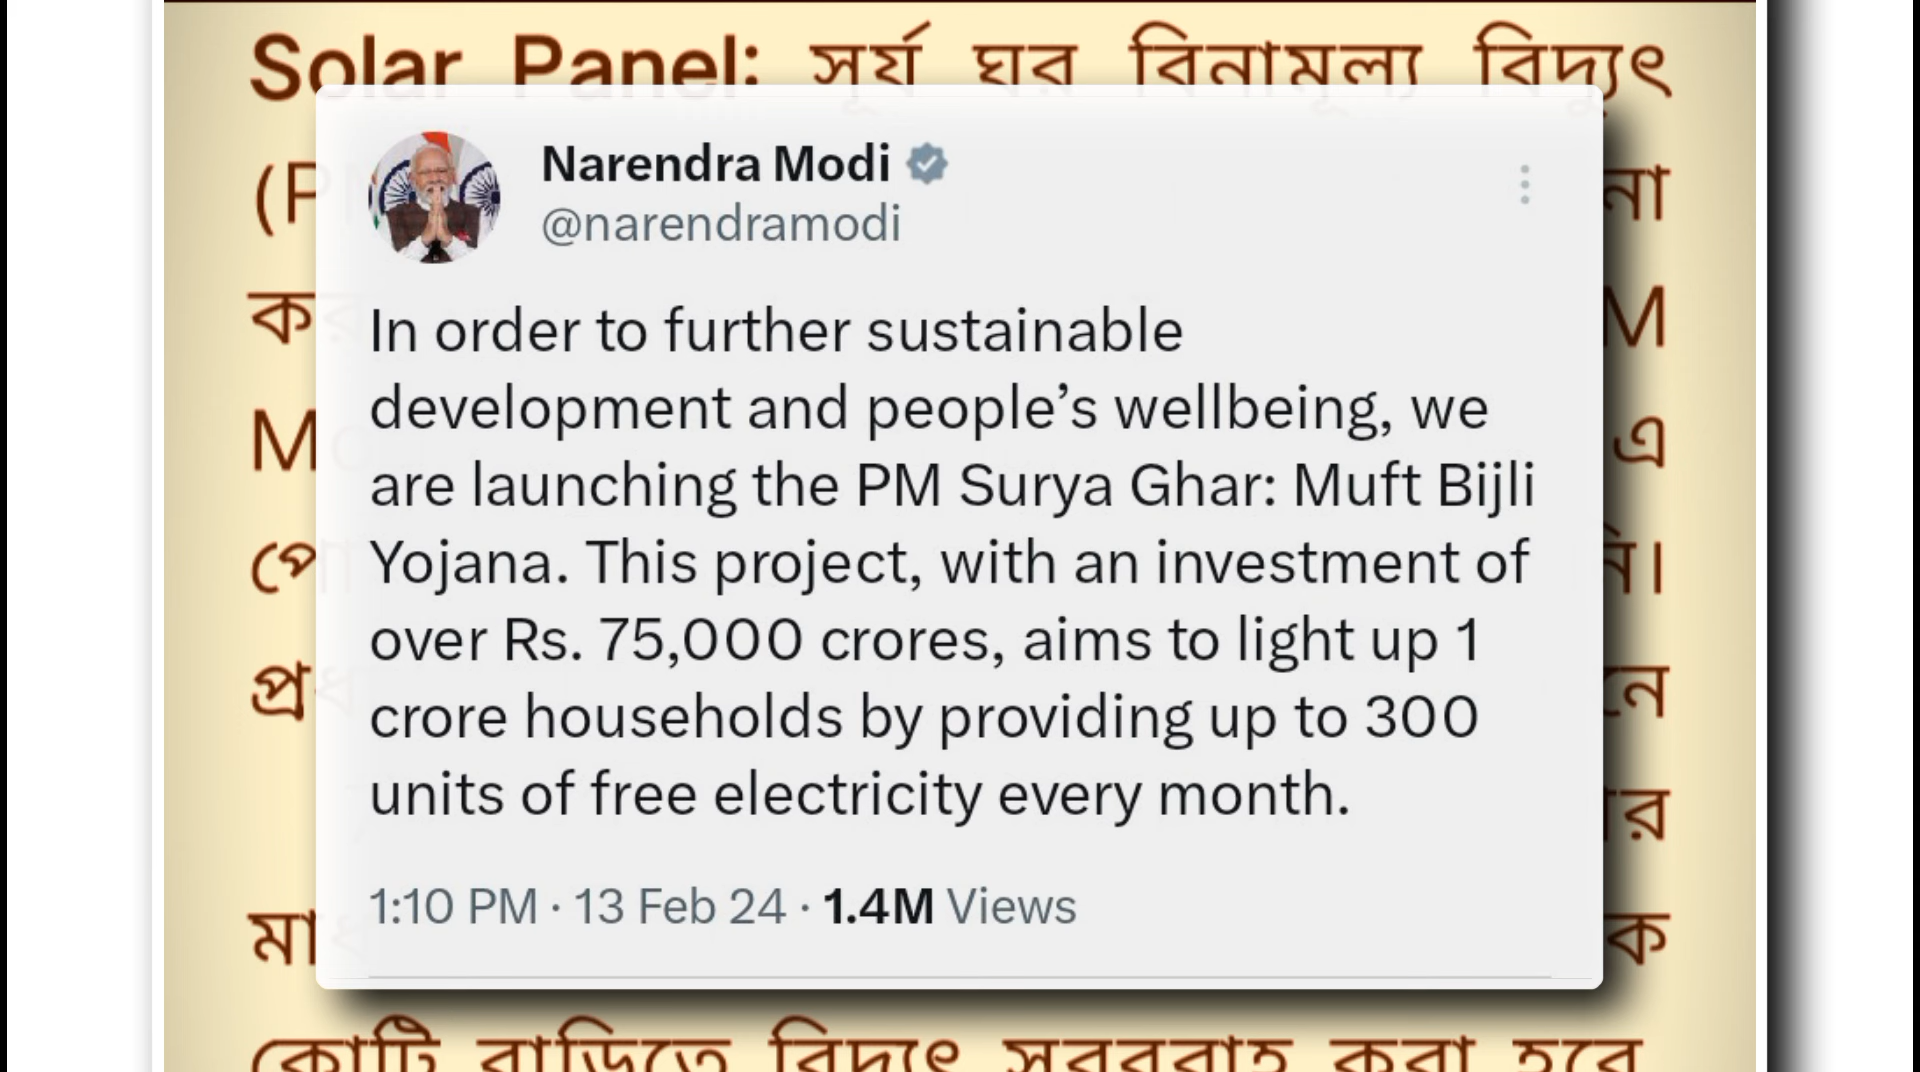 Solar Panel: সূর্য ঘর বিনামূল্য বিদ্যুৎ
Narendra Modi
@narendramodi
In order to further sustainable
development and people’s wellbeing, we
are launching the PM Surya Ghar: Muft Bijli
Yojana. This project, with an investment of
over Rs. 75,000 crores, aims to light up 1
crore households by providing up to 300
units of free electricity every month.
1:10 PM · 13 Feb 24 · 1.4M Views
কোটি বাড়িতে বিদ্যুৎ সরবরাহ করা হবে